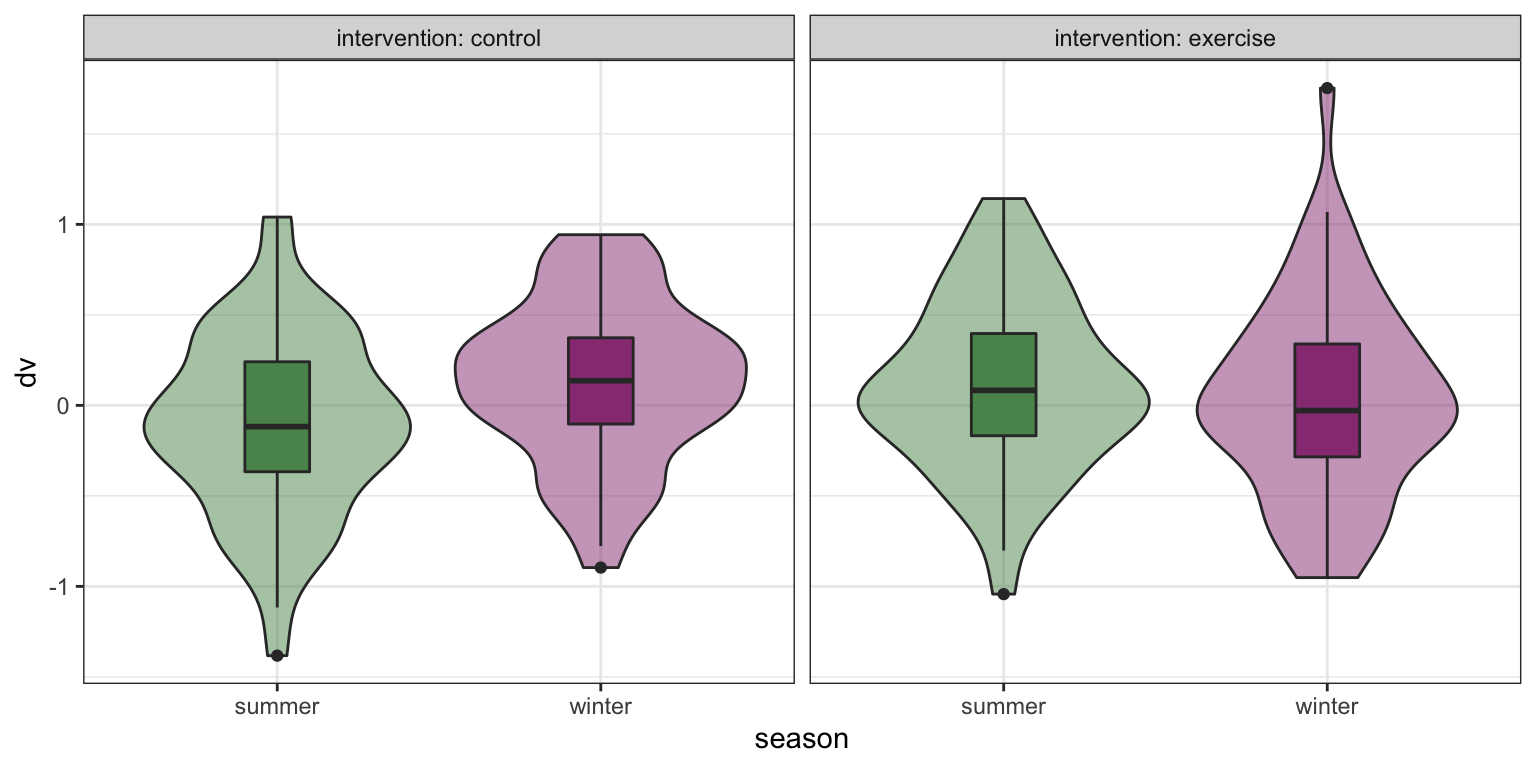 intervention: control
intervention: exercise
dv
1
0
-1
summer
winter
summer
winter
season